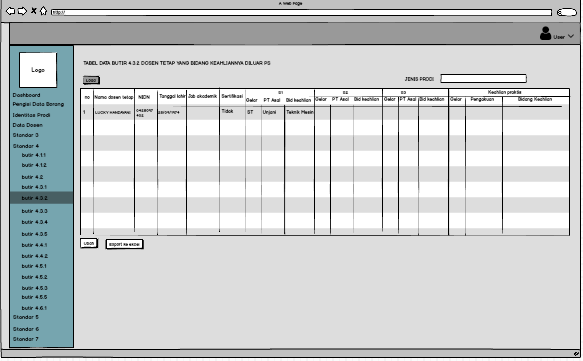 A Web Page
http://
User
Logo
TABEL DATA BUTIR 4.3.2 DOSEN TETAP YANG BIDANG KEAHLIANNYA DILUAR PS
Load
JENIS PRODI
Dashboard
Pengisi Data Borang
Identitas Prodi
Data Dosen
Standar 3
Standar 4
butir 4.1.1
butir 4.1.2
butir 4.2
butir 4.3.1
butir 4.3.2
butir 4.3.3
butir 4.3.4
butir 4.3.5
butir 4.4.1
butir 4.4.2
butir 4.5.1
butir 4.5.2
butir 4.5.3
butir 4.5.5
butir 4.6.1
Standar 5
Standar 6
Standar 7
no Nama dosen tetap NIDN Tanggal lahir Jab akademik Sertifikasi S1 S2 S3 Keahlian praktis
Gelar PT Asal Bid keahlian Gelar PT Asal Bid keahlian Gelar PT Asal Bid keahlian Gelar Pengakuan Bidang Keahlian
1 LUCKY HANDAYANI Tidak ST Unjani Teknik Mesin
Ubah
Export ke excel